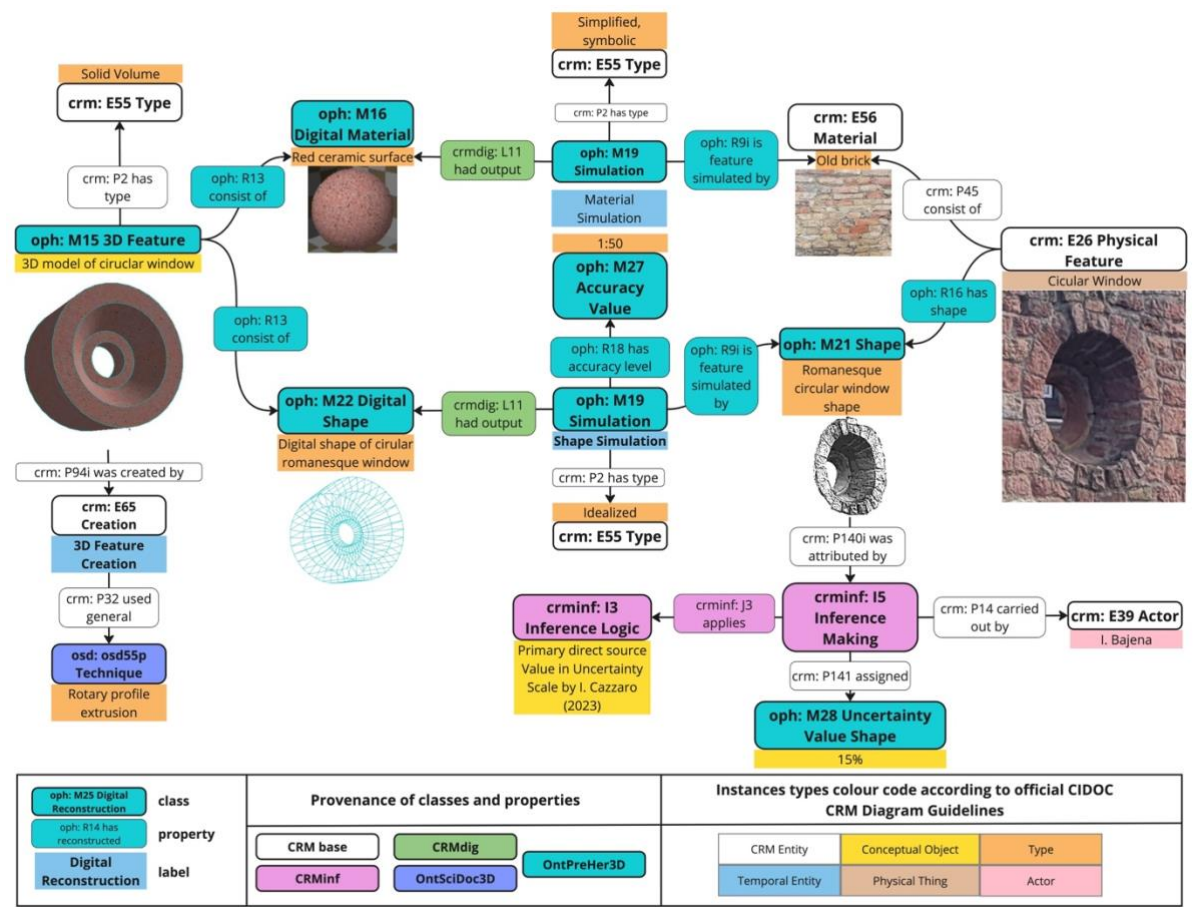 Simplified,
symbolic
crm: E55 Type
crm: P2 has type
Solid Volume
crm: E55 Type
crm: P2 has
type
oph: M16
Digital Material
Red ceramic surface
oph: R13
consist of
crmdig: L11
had output
oph: M19
Simulation
Material
Simulation
oph: R9i is
feature
simulated by
crm: E56
Material
Old brick
crm: P45
consist of
oph: M15 3D Feature
3D model of ciruclar window
1:50
oph: M27
Accuracy
Value
crm: E26 Physical
Feature
Cicular Window
oph: R16 has
shape
oph: R13
consist of
oph: R18 has
accuracy level
oph: R9i is
feature
simulated
by
oph: M21 Shape
Romanesque
circular window
shape
oph: M22 Digital
Shape
Digital shape of cirular
romanesque window
crmdig: L11
had output
oph: M19
Simulation
Shape Simulation
crm: P2 has type
Idealized
crm: E55 Type
crm: P94i was created by
crm: E65
Creation
3D Feature
Creation
crm: P32 used
general
osd: osd55p
Technique
Rotary profile
extrusion
crm: P140i was
attributed by
crminf: I3
Inference Logic
Primary direct source
Value in Uncertainty
Scale by I. Cazzaro
(2023)
crminf: J3
applies
crminf: I5
Inference
Making
crm: P14 carried
out by
crm: E39 Actor
I. Bajena
crm: P141 assigned
oph: M28 Uncertainty
Value Shape
15%
oph: M25 Digital
Reconstruction
class
oph: R14 has
reconstructed
property
Digital
Reconstruction
label
Provenance of classes and properties
CRM base
CRMdig
OntPreHer3D
CRMinf
OntSciDoc3D
Instances types colour code according to official CIDOC
CRM Diagram Guidelines
CRM Entity
Conceptual Object
Type
Temporal Entity
Physical Thing
Actor